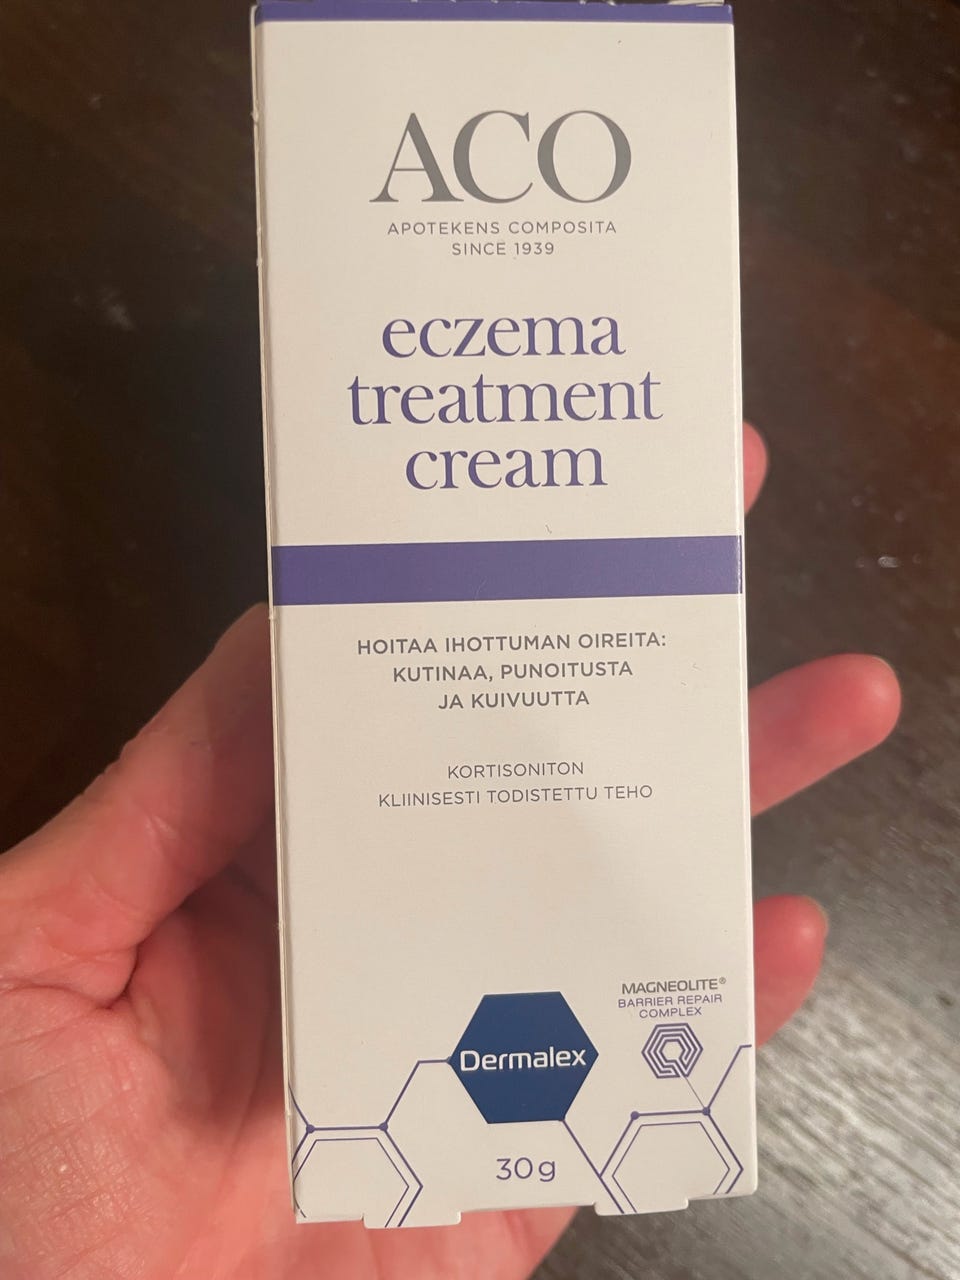 ACO
APOTEKENS COMPOSITA
SINCE 1939
eczema
treatment
cream
HOITAA IHOTTUMAN OIREITA:
KUTINAA, PUNOITUSTA
JA KUIVUUTTA
KORTISONITON
KLIINISESTI TODISTETTU TEHO
MAGNEOLITE®
BARRIER REPAIR
COMPLEX
Dermalex
30g